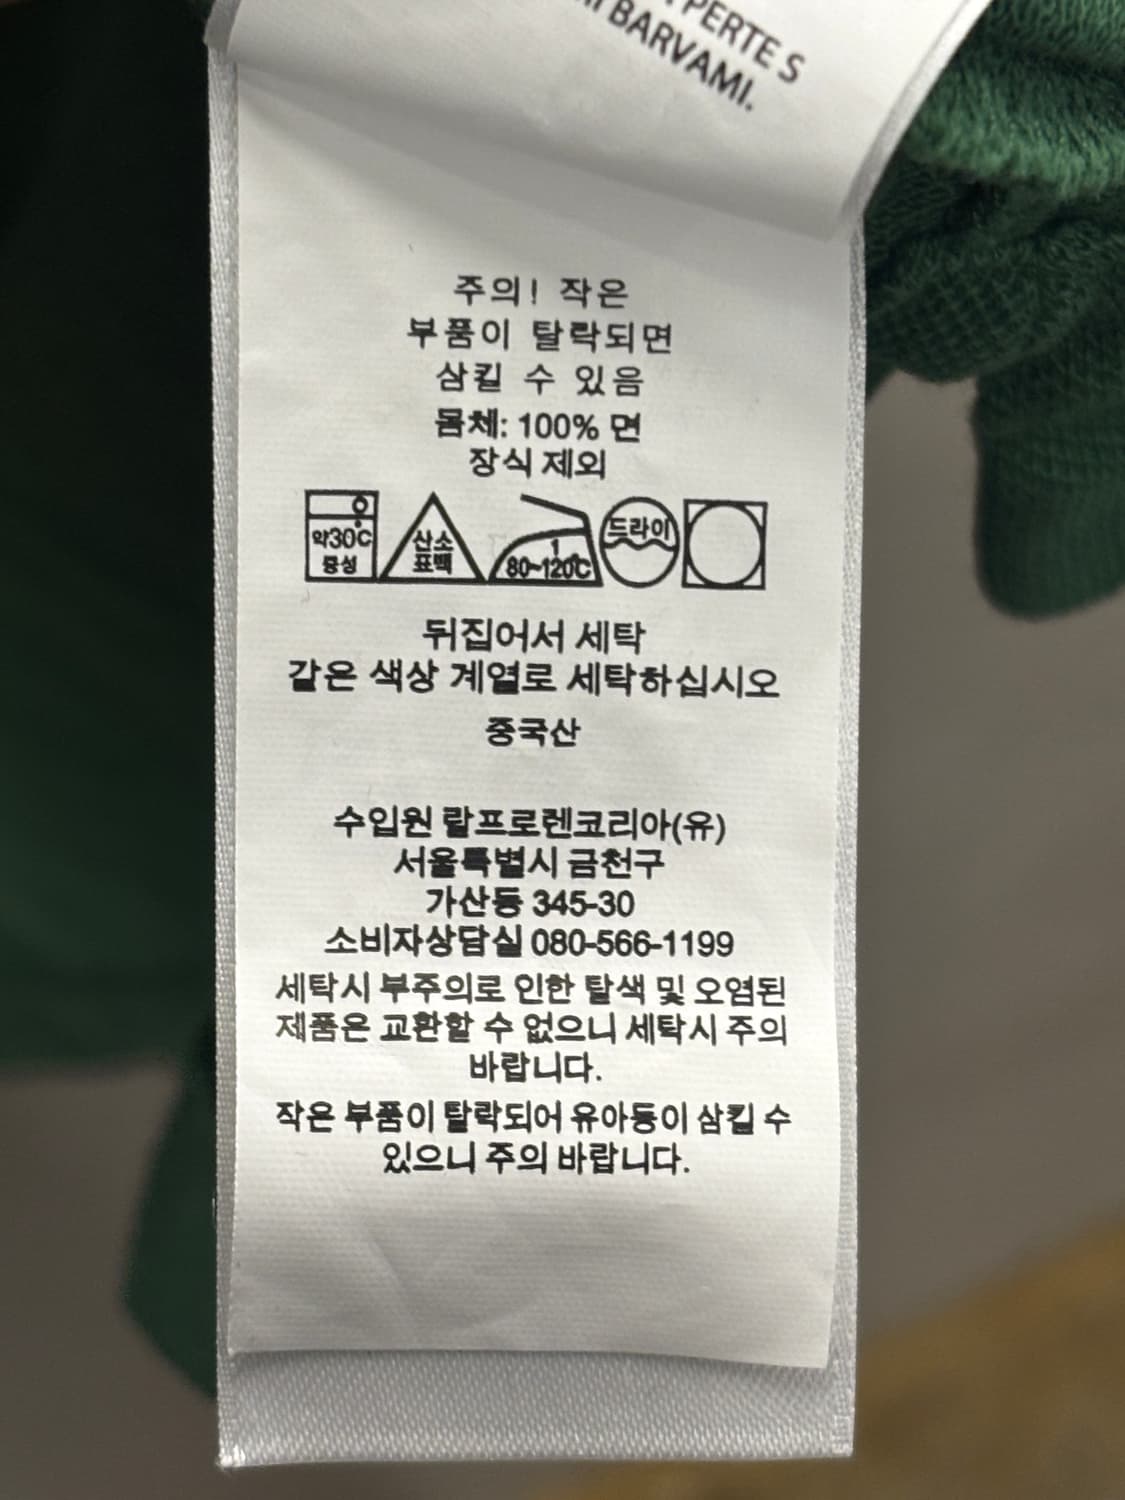 PERTE S
BARVAMI.
주의! 작은
부품이 탈락되면
삼킬 수 있음
몸체: 100% 면
장식 제외
약30℃
중성
산소
표백
80~120℃
드라이
뒤집어서 세탁
같은 색상 계열로 세탁하십시오
중국산
수입원 랄프로렌코리아(유)
서울특별시 금천구
가산동 345-30
소비자상담실 080-566-1199
세탁시 부주의로 인한 탈색 및 오염된
제품은 교환할 수 없으니 세탁시 주의
바랍니다.
작은 부품이 탈락되어 유아동이 삼킬 수
있으니 주의 바랍니다.